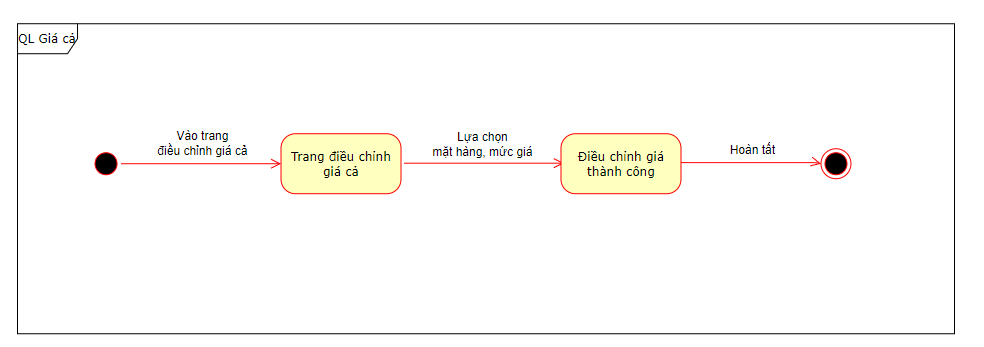 QL Giá cả
Vào trang
điều chỉnh giá cả
Trang điều chỉnh
giá cả
Lựa chọn
mặt hàng, mức giá
Điều chỉnh giá
thành công
Hoàn tất